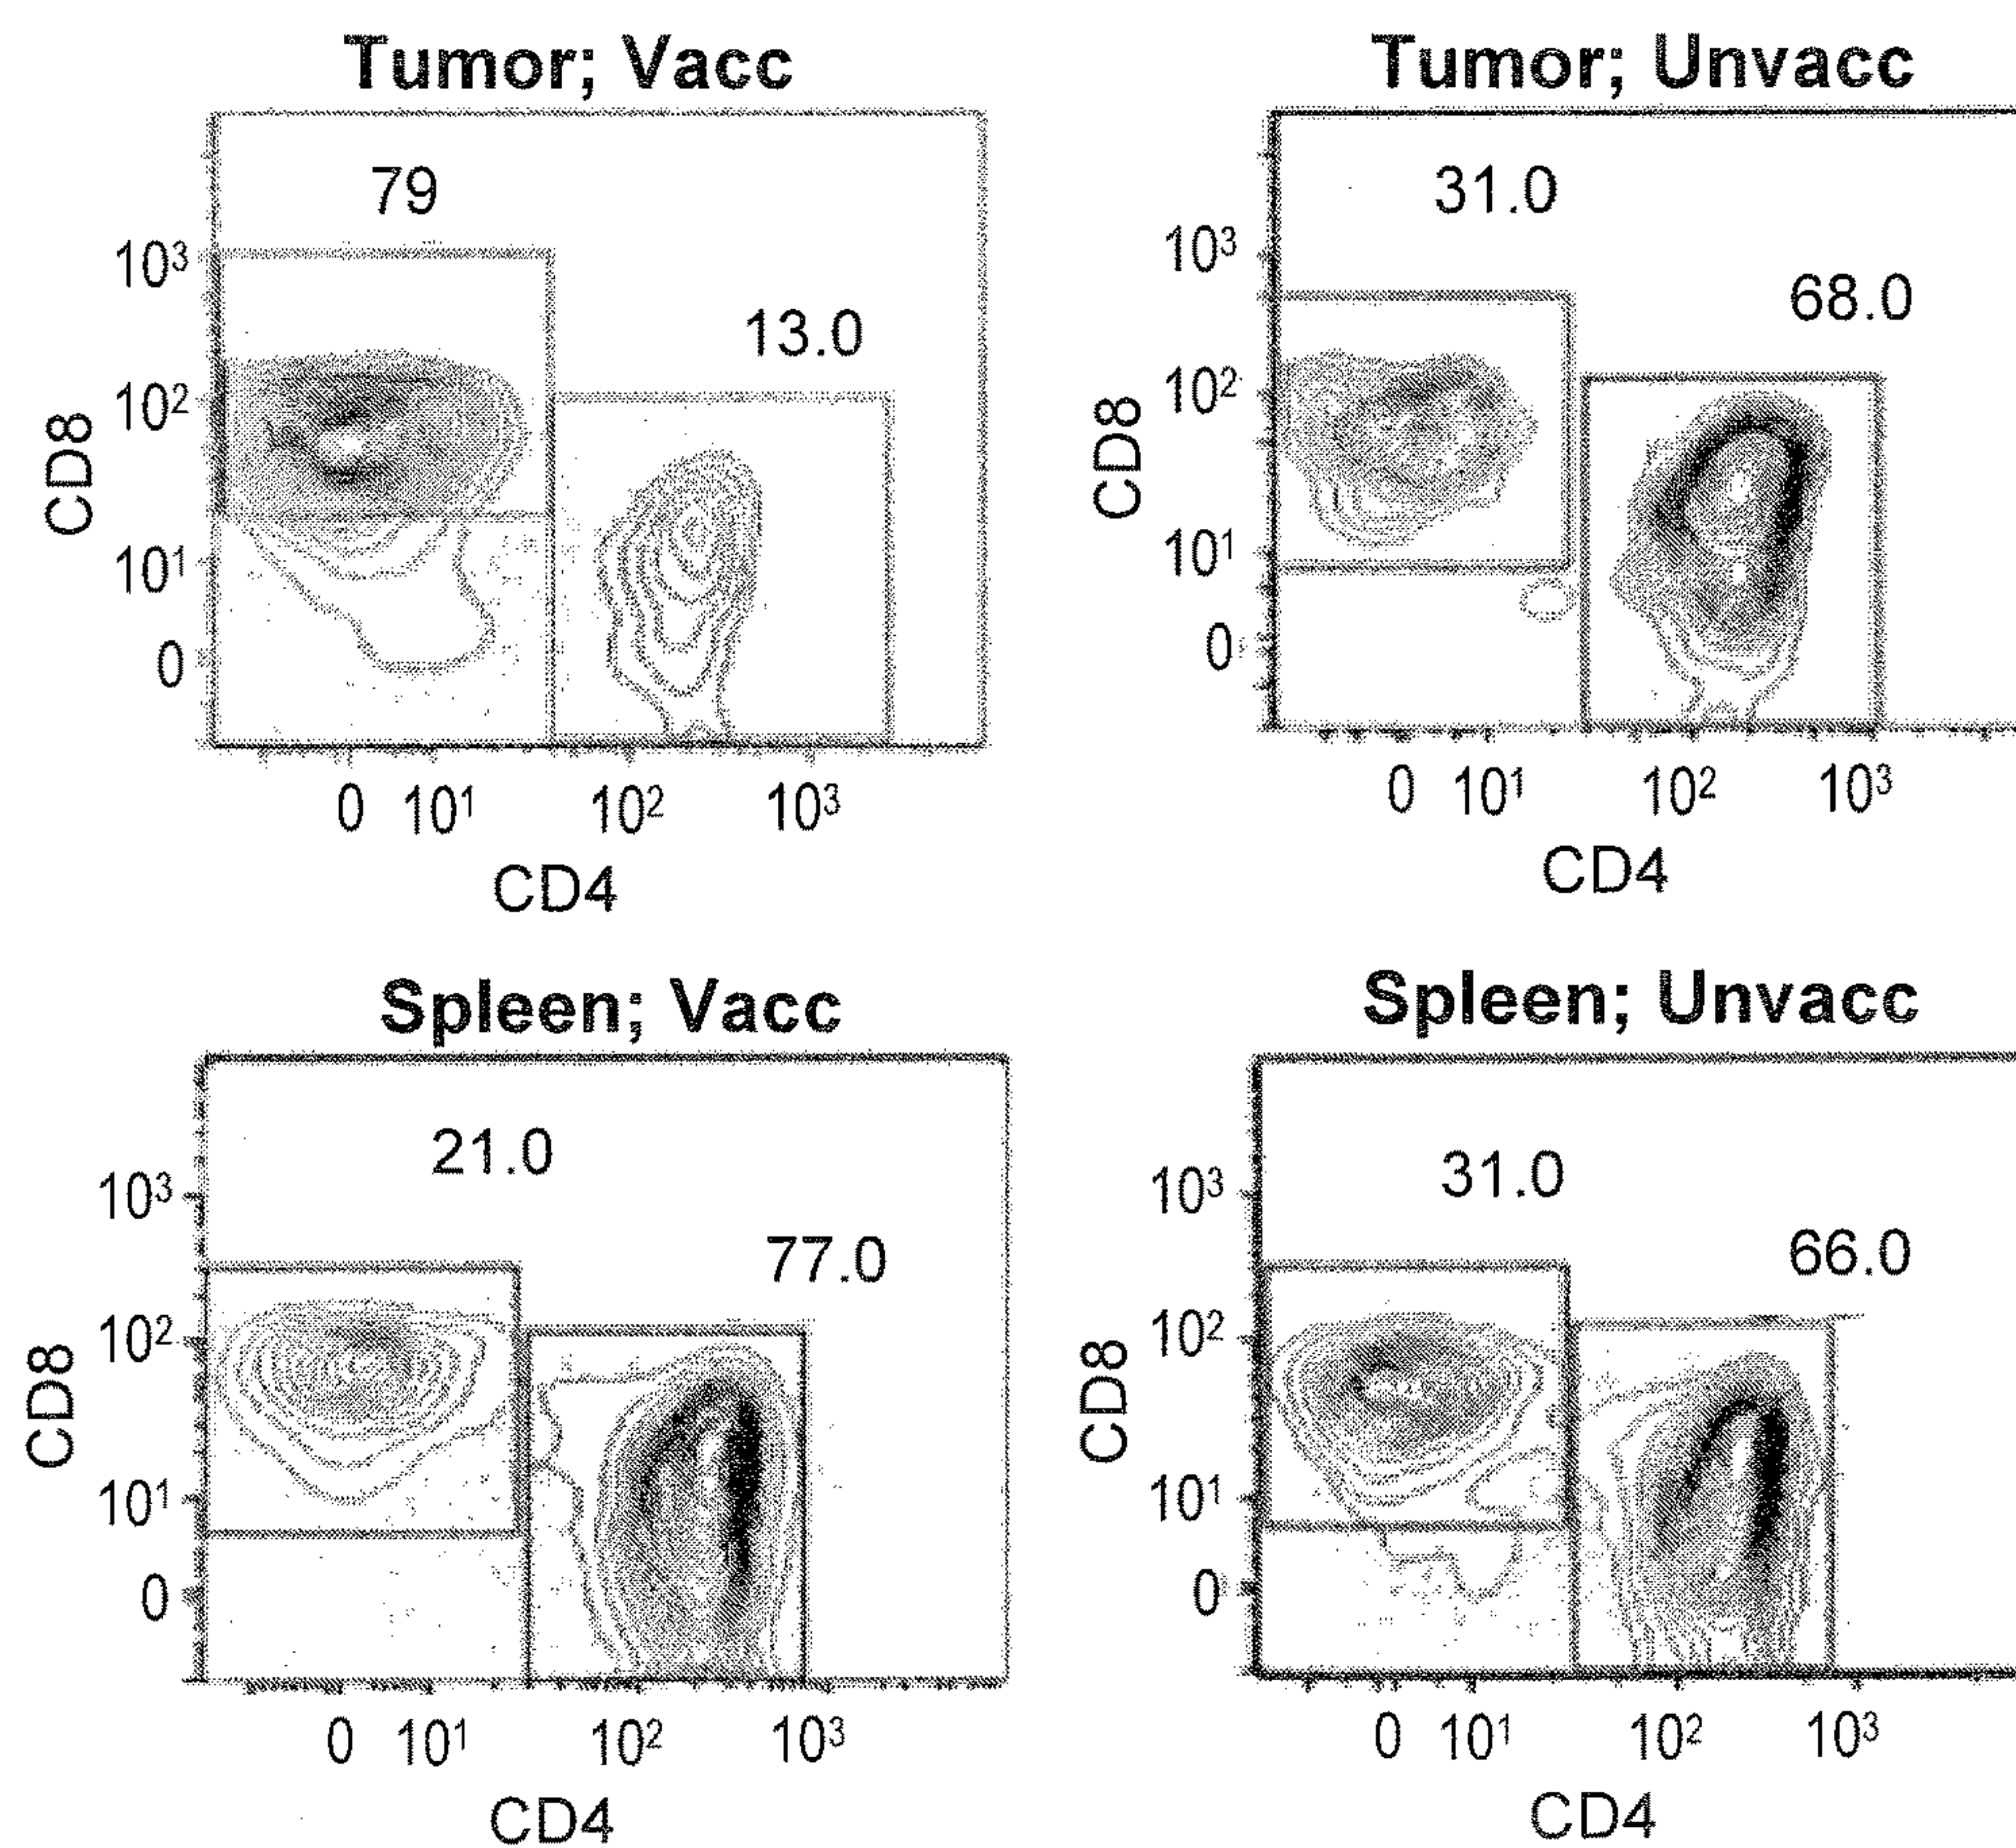 Tumor; Vacc
79
13.0
10³
10²
10¹
0
CD8
0 10¹ 10² 10³
CD4
Tumor; Unvacc
31.0
68.0
10³
10²
10¹
0
CD8
0 10¹ 10² 10³
CD4
Spleen; Vacc
21.0
77.0
10³
10²
10¹
0
CD8
0 10¹ 10² 10³
CD4
Spleen; Unvacc
31.0
66.0
10³
10²
10¹
0
CD8
0 10¹ 10² 10³
CD4